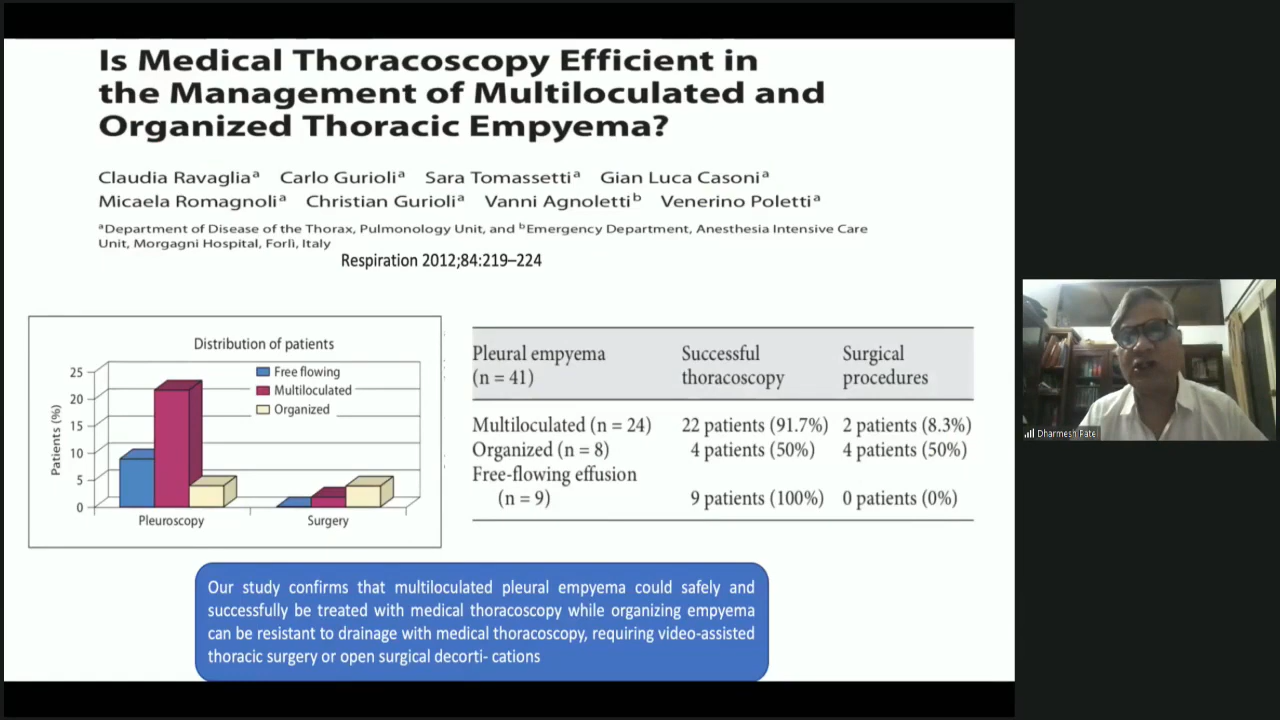 Is Medical Thoracoscopy Efficient in
the Management of Multiloculated and
Organized Thoracic Empyema?
Claudia Ravaglia a Carlo Gurioli a Sara Tomassetti a Gian Luca Casoni a
Micaela Romagnoli a Christian Gurioli a Vanni Agnoletti b Venerino Poletti a
a Department of Disease of the Thorax, Pulmonology Unit, and b Emergency Department, Anesthesia Intensive Care
Unit, Morgagni Hospital, Forlì, Italy
Respiration 2012;84:219–224
Distribution of patients
Free flowing
Multiloculated
Organized
Patients (%)
25
20
15
10
5
0
Pleuroscopy Surgery
Pleural empyema Successful Surgical
(n = 41) thoracoscopy procedures
Multiloculated (n = 24) 22 patients (91.7%) 2 patients (8.3%)
Organized (n = 8) 4 patients (50%) 4 patients (50%)
Free-flowing effusion
(n = 9) 9 patients (100%) 0 patients (0%)
Our study confirms that multiloculated pleural empyema could safely and
successfully be treated with medical thoracoscopy while organizing empyema
can be resistant to drainage with medical thoracoscopy, requiring video-assisted
thoracic surgery or open surgical decorti- cations
Dharmesh Patel